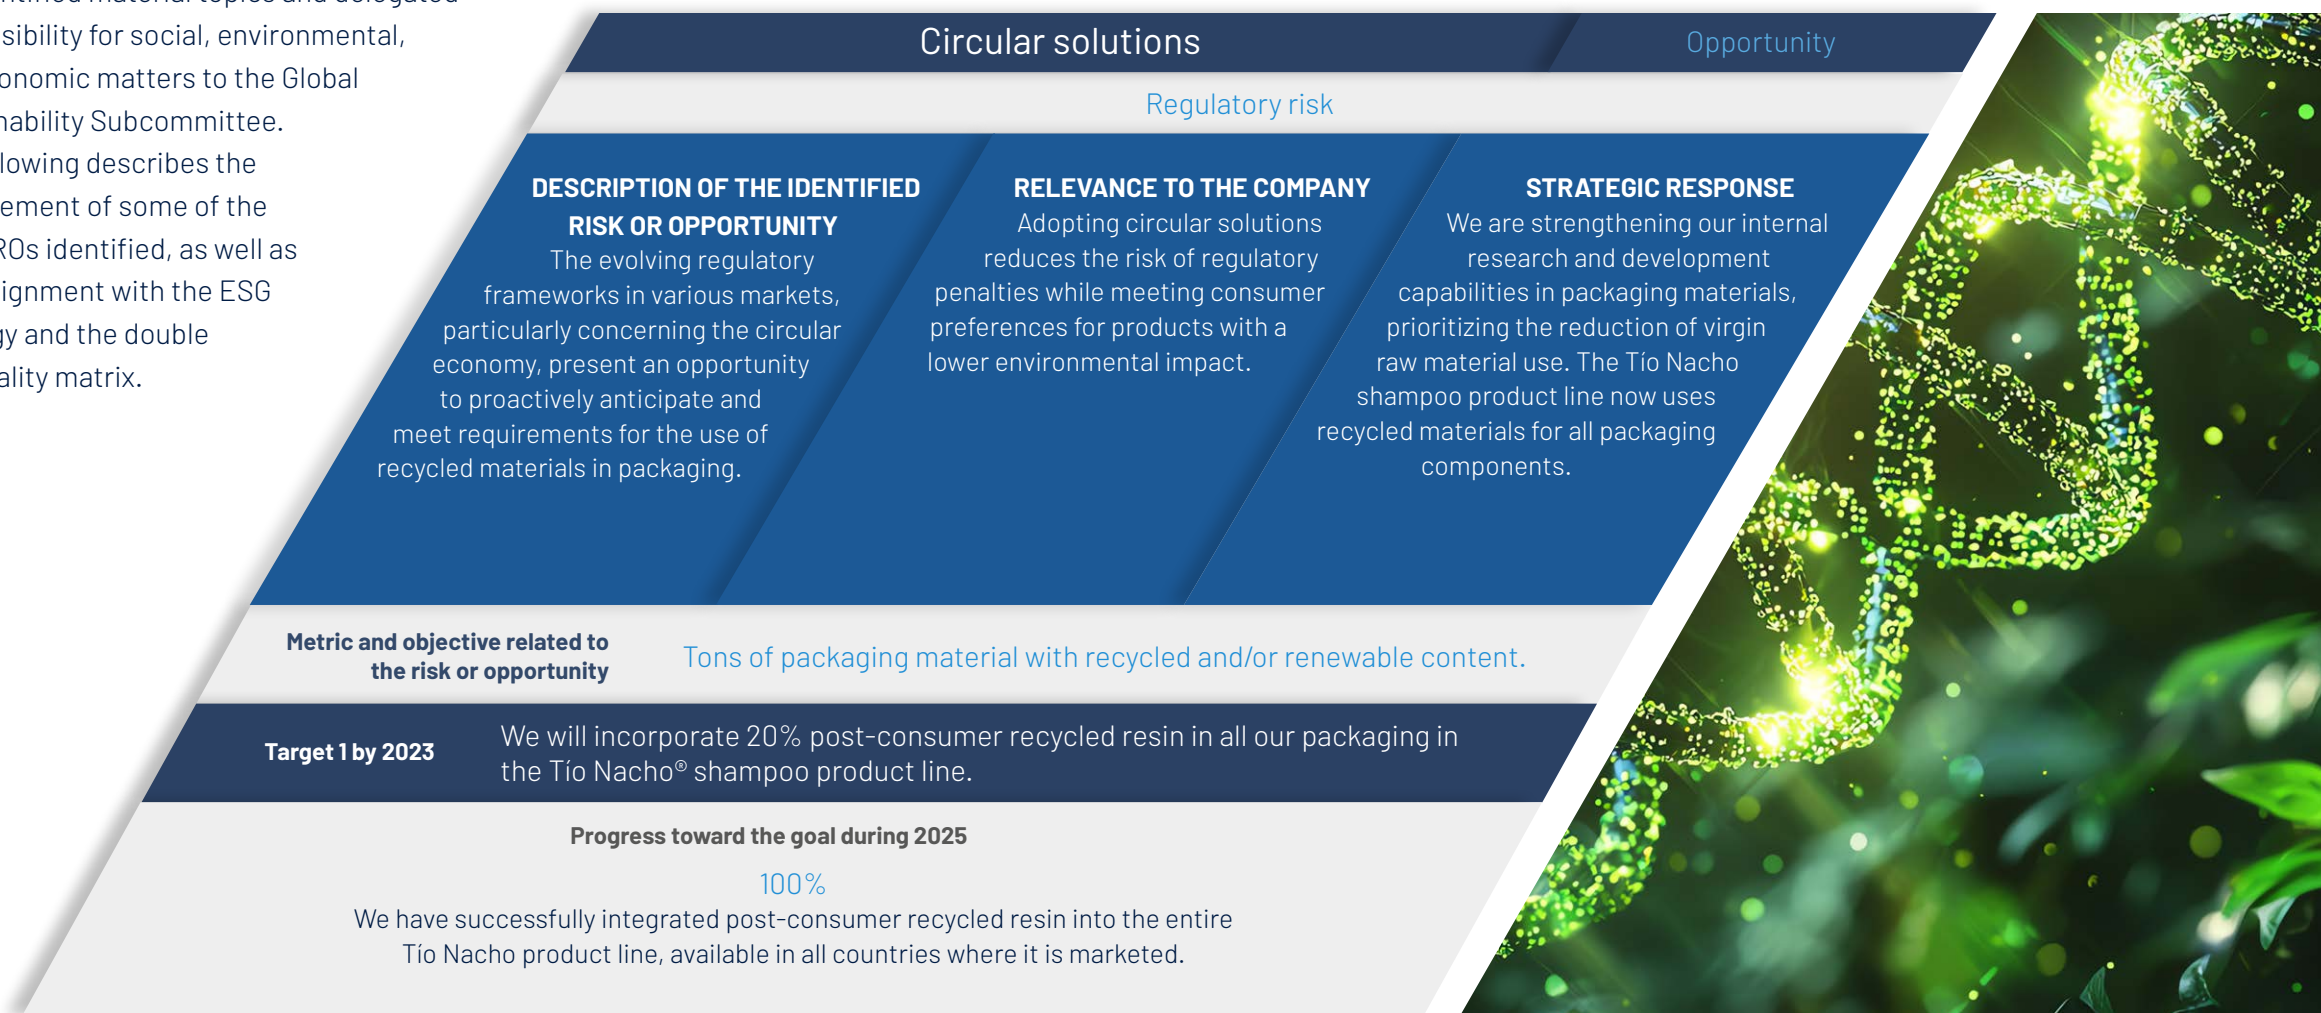 sibility for social, environmental,
onomic matters to the Global
nability Subcommittee.
lowing describes the
ement of some of the
ROs identified, as well as
ignment with the ESG
gy and the double
ality matrix.
Circular solutions
Opportunity
Regulatory risk
DESCRIPTION OF THE IDENTIFIED
RISK OR OPPORTUNITY
The evolving regulatory
frameworks in various markets,
particularly concerning the circular
economy, present an opportunity
to proactively anticipate and
meet requirements for the use of
recycled materials in packaging.
RELEVANCE TO THE COMPANY
Adopting circular solutions
reduces the risk of regulatory
penalties while meeting consumer
preferences for products with a
lower environmental impact.
STRATEGIC RESPONSE
We are strengthening our internal
research and development
capabilities in packaging materials,
prioritizing the reduction of virgin
raw material use. The Tío Nacho
shampoo product line now uses
recycled materials for all packaging
components.
Metric and objective related to
the risk or opportunity
Tons of packaging material with recycled and/or renewable content.
Target 1 by 2023
We will incorporate 20% post-consumer recycled resin in all our packaging in
the Tío Nacho® shampoo product line.
Progress toward the goal during 2025
100%
We have successfully integrated post-consumer recycled resin into the entire
Tío Nacho product line, available in all countries where it is marketed.